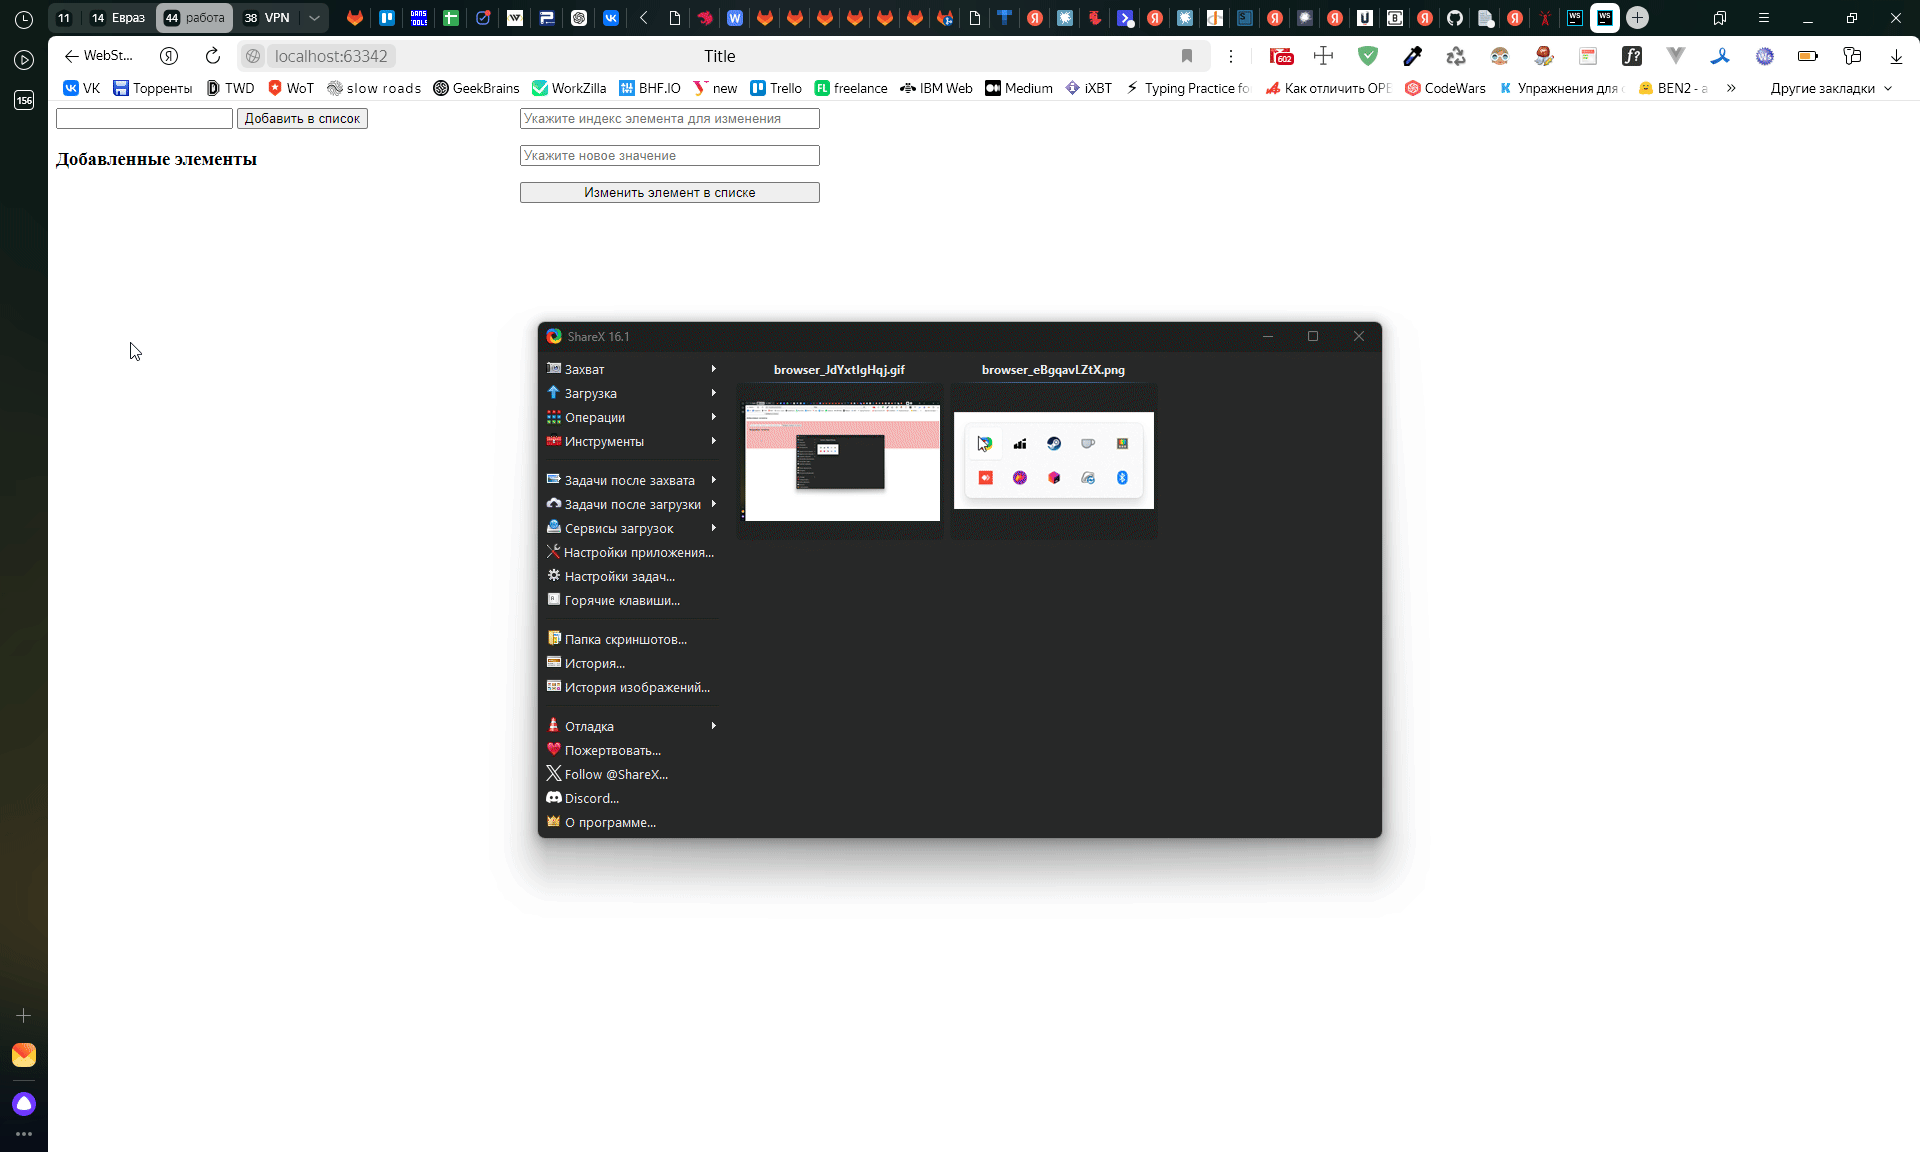 11
14 Евраз
44 работа
38 VPN
WebSt...
localhost:63342
Title
602
156
VK
Торренты
TWD
WoT
slow roads
GeekBrains
WorkZilla
BHF.IO
new
Trello
freelance
IBM Web
Medium
iXBT
Typing Practice fo
Как отличить OPE
CodeWars
Упражнения для
BEN2 - a
Другие закладки
Добавить в список
Укажите индекс элемента для изменения
Добавленные элементы
Укажите новое значение
Изменить элемент в списке
ShareX 16.1
Захват
Загрузка
Операции
Инструменты
Задачи после захвата
Задачи после загрузки
Сервисы загрузок
Настройки приложения...
Настройки задач...
Горячие клавиши...
Папка скриншотов...
История...
История изображений...
Отладка
Пожертвовать...
Follow @ShareX...
Discord...
О программе...
browser_JdYxtIgHqj.gif
browser_eBgqavLZtX.png